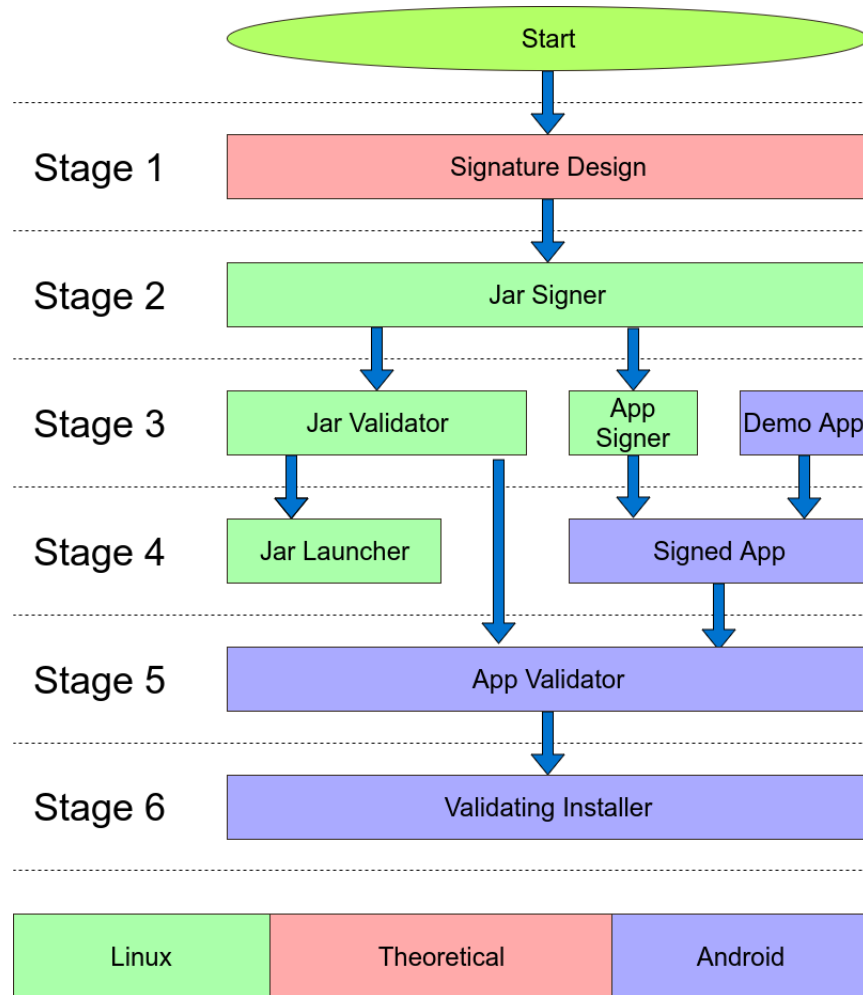 Start
Stage 1
Signature Design
Stage 2
Jar Signer
Stage 3
Jar Validator
App
Signer
Demo App
Stage 4
Jar Launcher
Signed App
Stage 5
App Validator
Stage 6
Validating Installer
Linux
Theoretical
Android